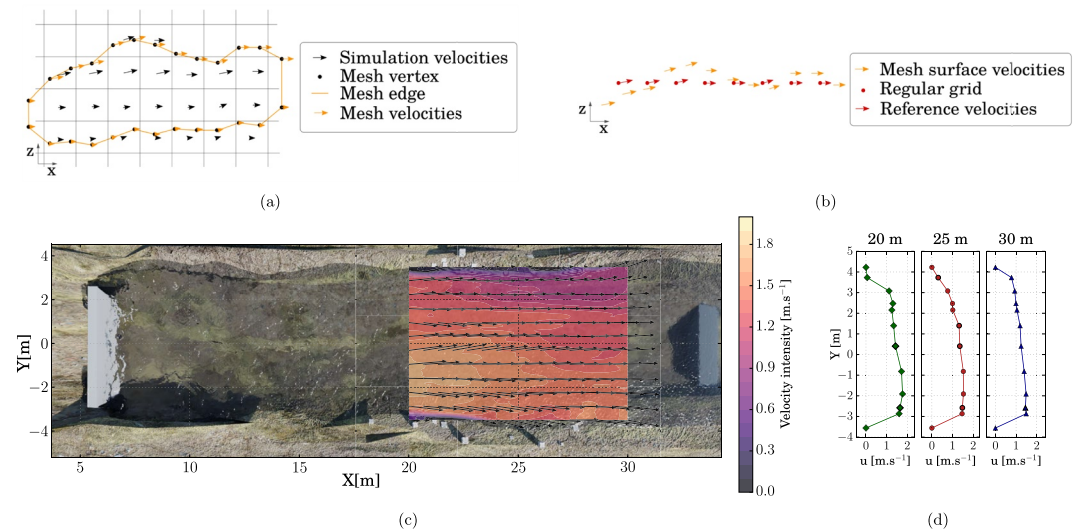 Simulation velocities
Mesh vertex
Mesh edge
Mesh velocities
z
x
(a)
Mesh surface velocities
Regular grid
Reference velocities
z
x
(b)
4
2
0
−2
−4
Y[m]
5
10
15
20
25
30
X[m]
1.8
1.5
1.2
0.9
0.6
0.3
0.0
Velocity intensity [m.s⁻¹]
(c)
20 m
25 m
30 m
5
4
3
2
1
0
−1
−2
−3
−4
Y [m]
0 1 2
0 1 2
0 1 2
u [m.s⁻¹]
u [m.s⁻¹]
u [m.s⁻¹]
(d)